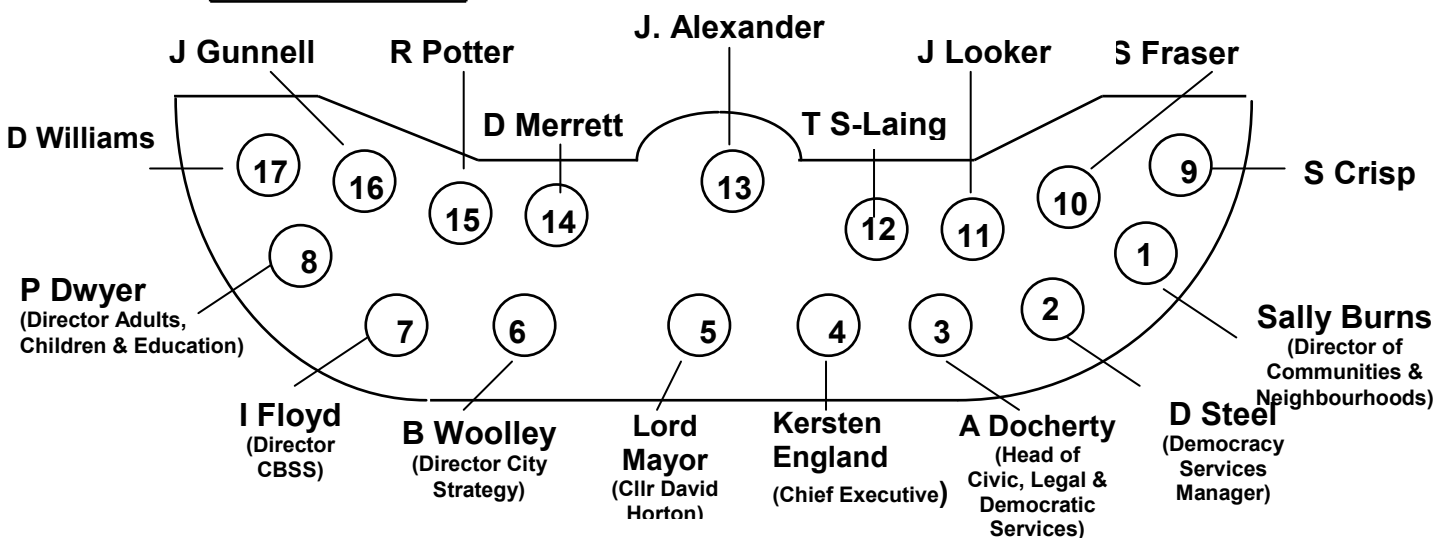 J. Alexander
J Gunnell
R Potter
J Looker
S Fraser
D Merrett
T S-Laing
D Williams
17
16
15
14
13
12
11
10
9
S Crisp
8
7
6
5
4
3
2
1
P Dwyer
(Director Adults,
Children & Education)
I Floyd
(Director
CBSS)
B Woolley
(Director City
Strategy)
Lord
Mayor
(Cllr David
Horton)
Kersten
England
(Chief Executive)
A Docherty
(Head of
Civic, Legal &
Democratic
Services)
D Steel
(Democracy
Services
Manager)
Sally Burns
(Director of
Communities &
Neighbourhoods)